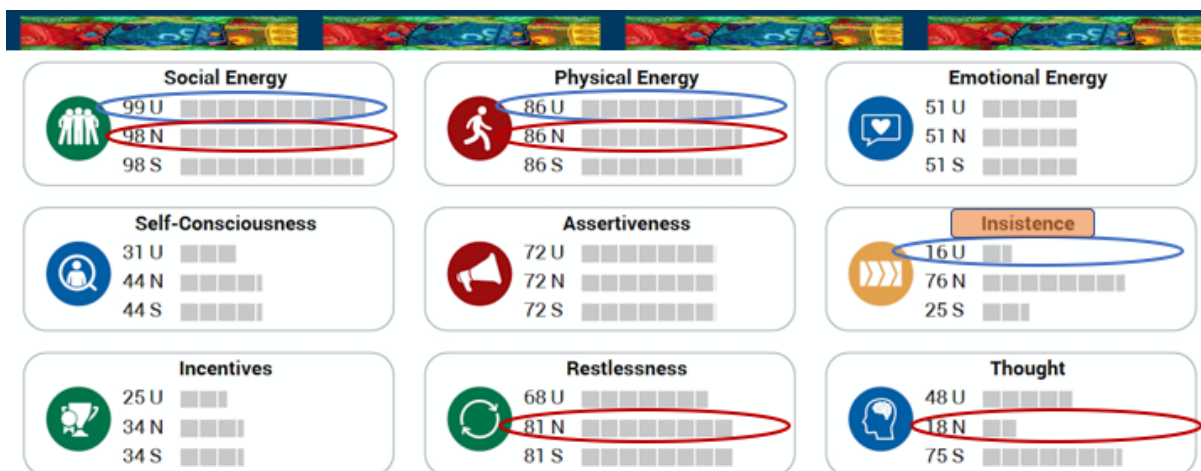 Social Energy
99 U
98 N
98 S
Physical Energy
86 U
86 N
86 S
Emotional Energy
51 U
51 N
51 S
Self-Consciousness
31 U
44 N
44 S
Assertiveness
72 U
72 N
72 S
Insistence
16 U
76 N
25 S
Incentives
25 U
34 N
34 S
Restlessness
68 U
81 N
81 S
Thought
48 U
18 N
75 S